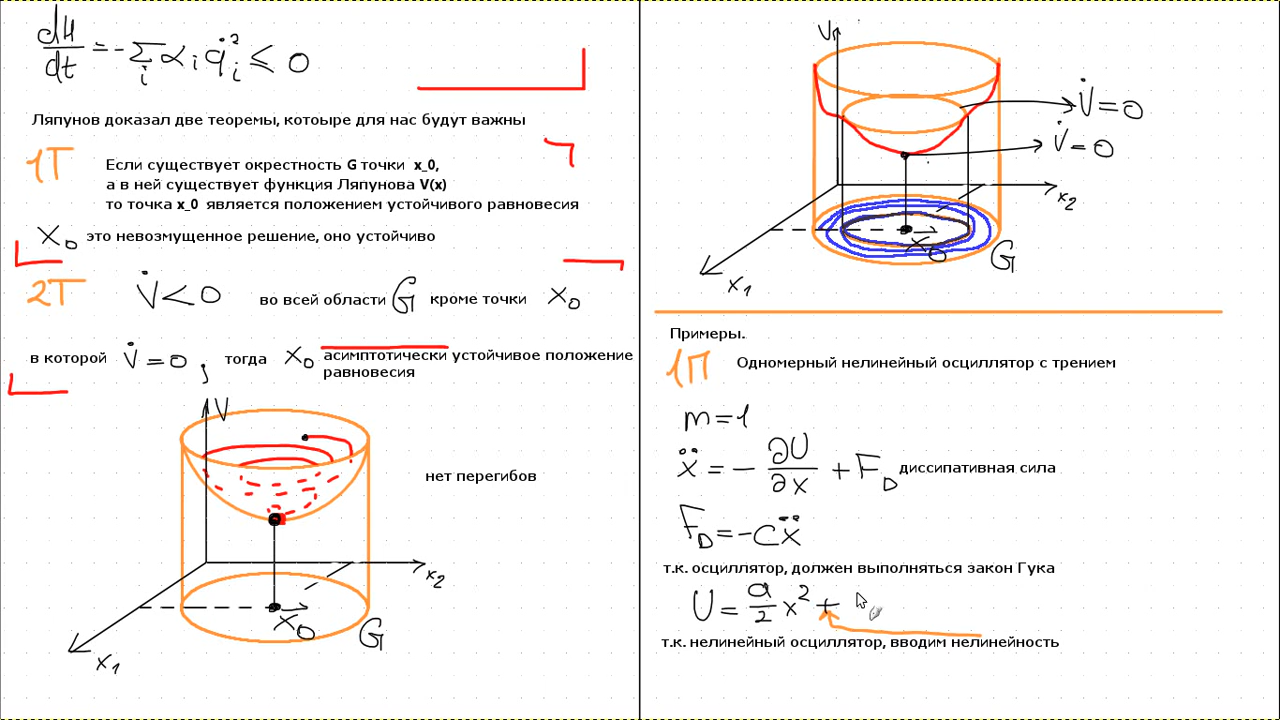 dH/dt = -∑_i α_i q̇_i² ≤ 0
Ляпунов доказал две теоремы, котоыре для нас будут важны
1Т
Если существует окрестность G точки x_0,
а в ней существует функция Ляпунова V(x)
то точка x_0 является положением устойчивого равновесия
x₀ это невозмущенное решение, оно устойчиво
2Т V̇<0 во всей области G кроме точки x₀
в которой V̇=0; тогда x₀ асимптотически устойчивое положение
равновесия
V
нет перегибов
x₂
x₀
G
x₁
V
V̇=0
V̇=0
x₂
x₀
G
x₁
Примеры.
1П Одномерный нелинейный осциллятор с трением
m=1
ẍ = - ∂U/∂x + F_D диссипативная сила
F_D = -cẍ
т.к. осциллятор, должен выполняться закон Гука
U = a/2 x² +
т.к. нелинейный осциллятор, вводим нелинейность